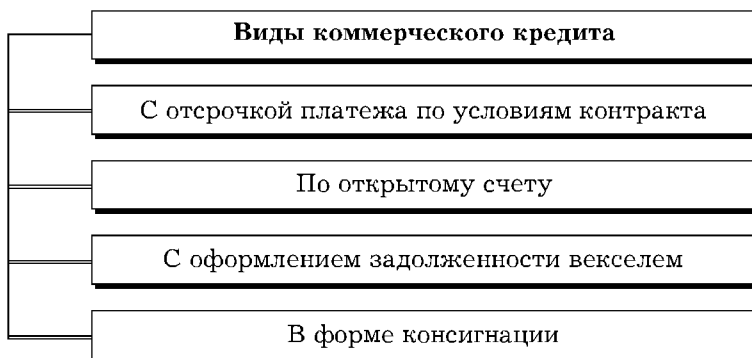 Виды коммерческого кредита
С отсрочкой платежа по условиям контракта
По открытому счету
С оформлением задолженности векселем
В форме консигнации